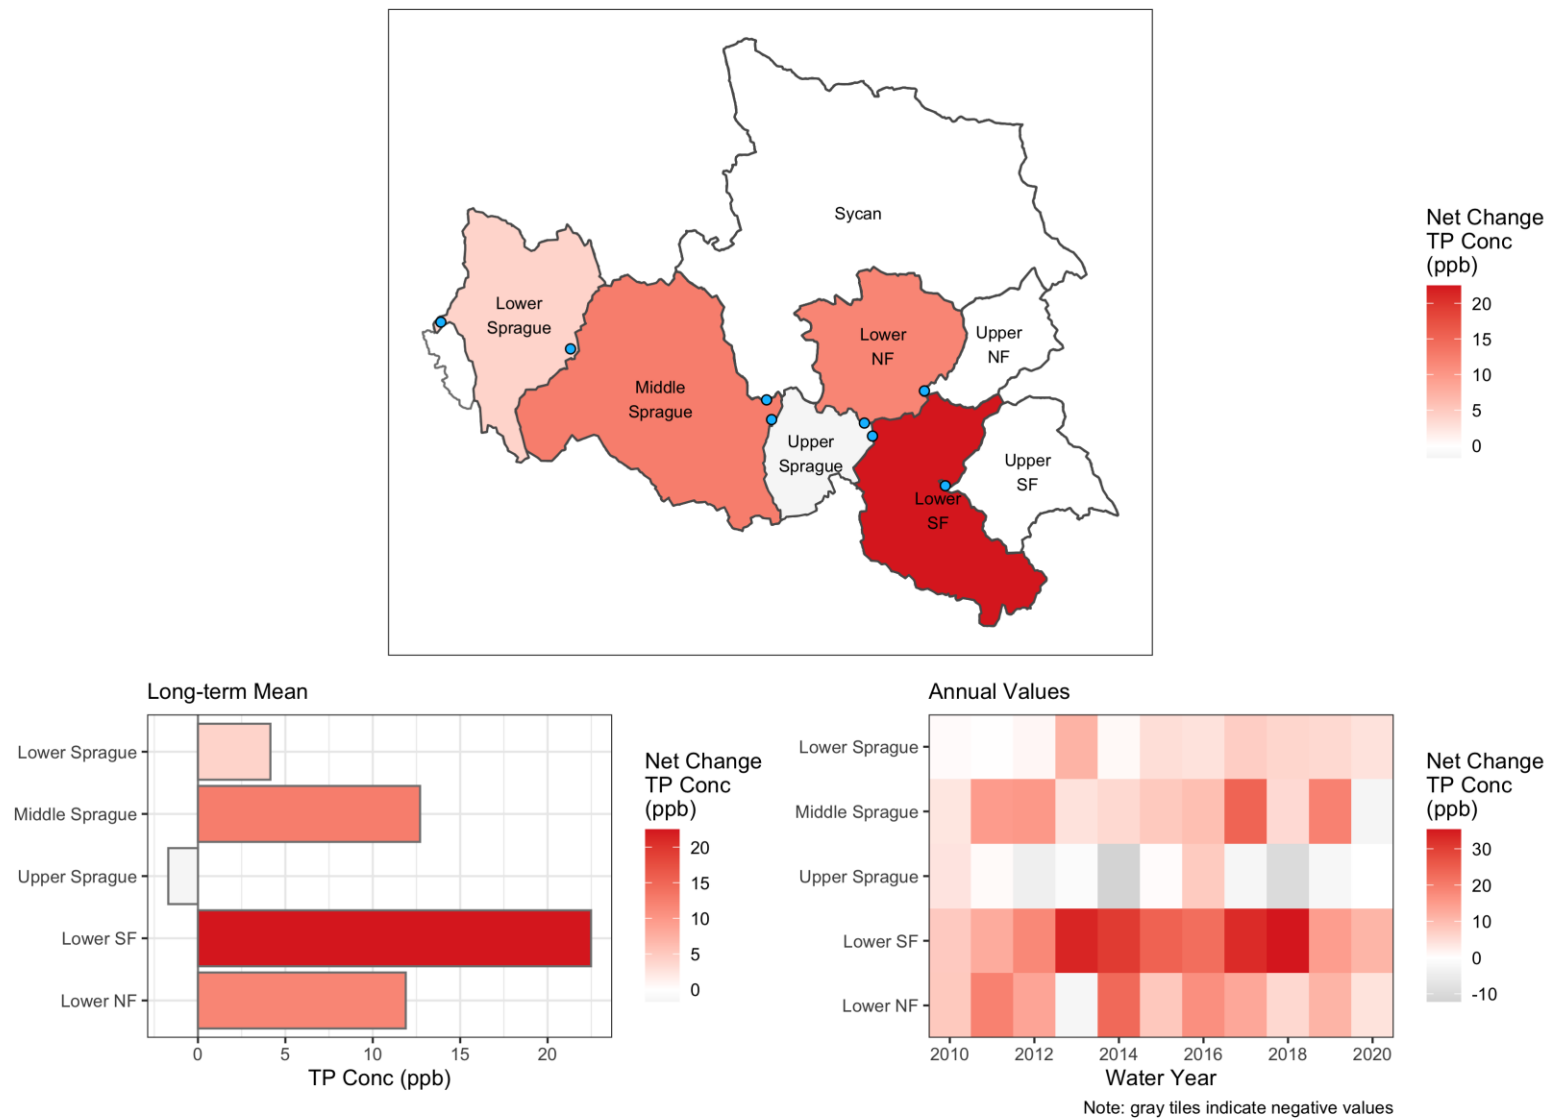 Sycan
Lower
Sprague
Lower
NF
Upper
NF
Middle
Sprague
Upper
Sprague
Upper
SF
Lower
SF
Net Change
TP Conc
(ppb)
20
15
10
5
0
Long-term Mean
Lower Sprague
Middle Sprague
Upper Sprague
Lower SF
Lower NF
0 5 10 15 20
TP Conc (ppb)
Net Change
TP Conc
(ppb)
20
15
10
5
0
Annual Values
Lower Sprague
Middle Sprague
Upper Sprague
Lower SF
Lower NF
2010 2012 2014 2016 2018 2020
Water Year
Note: gray tiles indicate negative values
Net Change
TP Conc
(ppb)
30
20
10
0
-10